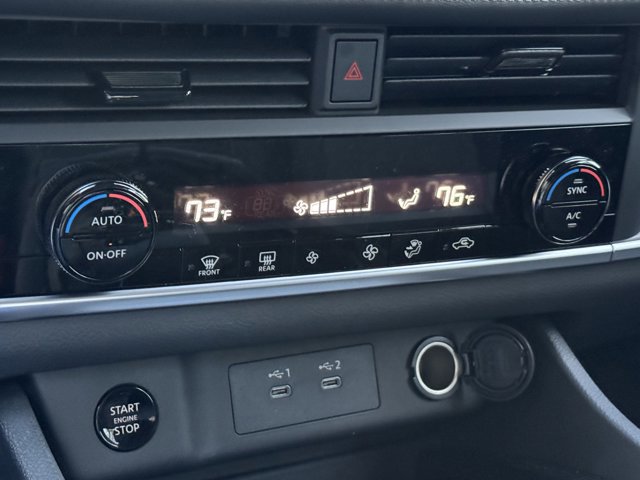 AUTO
ON·OFF
73°F
76°F
SYNC
A/C
FRONT
REAR
1
2
START
ENGINE
STOP